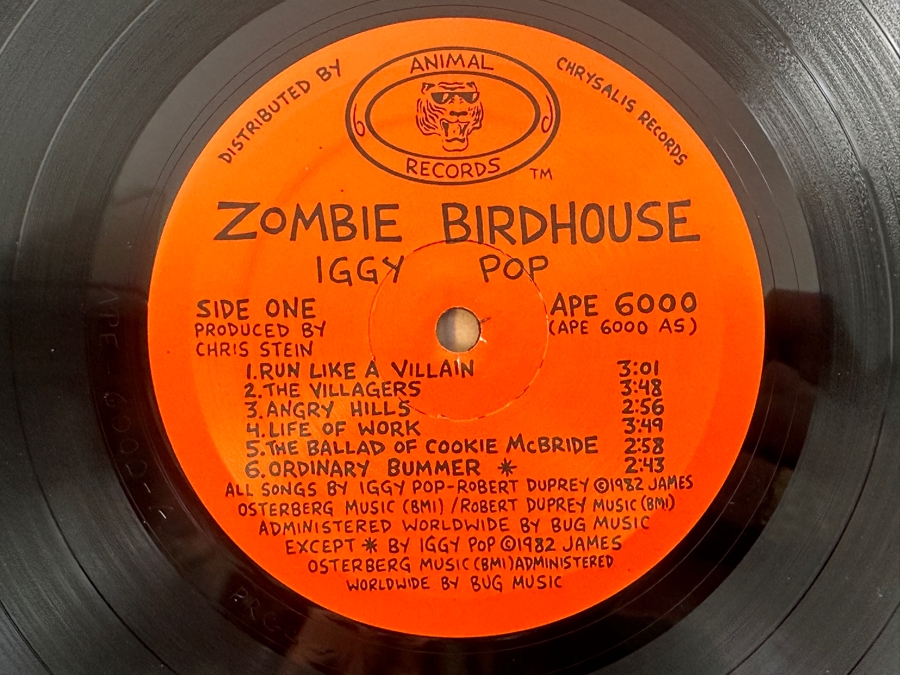 DISTRIBUTED BY
ANIMAL
RECORDS
TM
CHRYSALIS RECORDS
ZOMBIE BIRDHOUSE
IGGY POP
SIDE ONE
PRODUCED BY
CHRIS STEIN
APE 6000
(APE 6000 AS)
1.RUN LIKE A VILLAIN 3:01
2.THE VILLAGERS 3:48
3.ANGRY HILLS 2:56
4.LIFE OF WORK 3:49
5.THE BALLAD OF COOKIE McBRIDE 2:58
6.ORDINARY BUMMER * 2:43
ALL SONGS BY IGGY POP-ROBERT DUPREY ©1982 JAMES
OSTERBERG MUSIC (BMI) /ROBERT DUPREY MUSIC (BMI)
ADMINISTERED WORLDWIDE BY BUG MUSIC
EXCEPT * BY IGGY POP ©1982 JAMES
OSTERBERG MUSIC (BMI)ADMINISTERED
WORLDWIDE BY BUG MUSIC